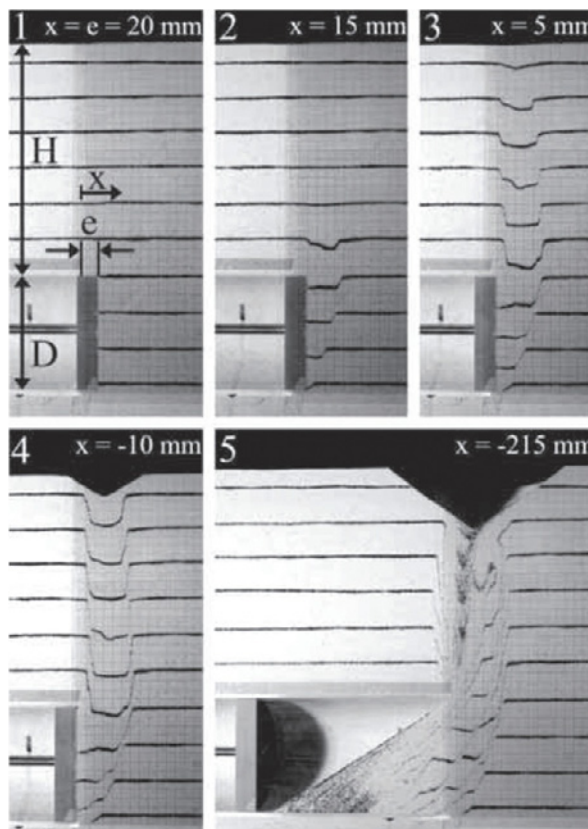 1 x = e = 20 mm
H
x
e
D
2 x = 15 mm
3 x = 5 mm
4 x = -10 mm
5 x = -215 mm